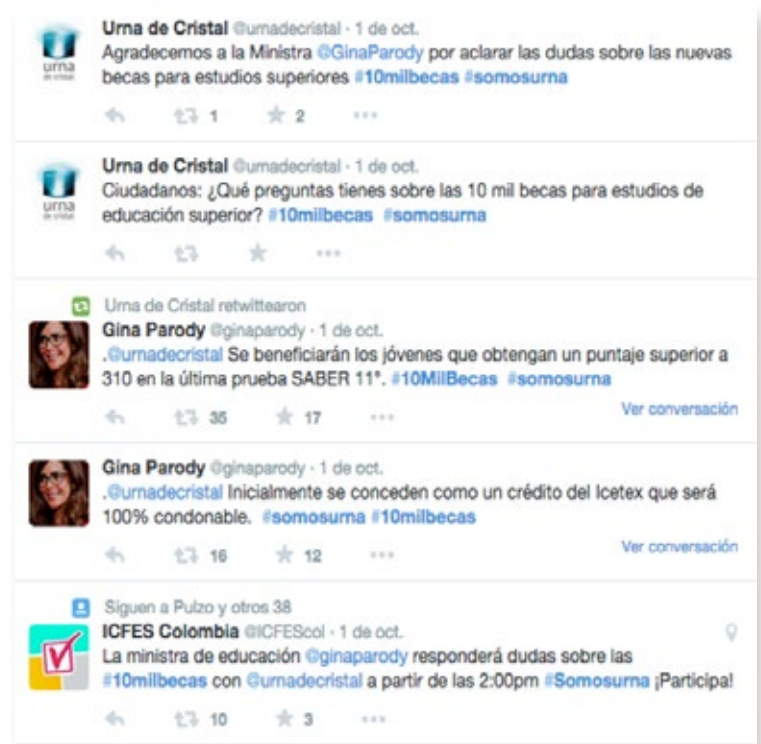 Urna de Cristal @urnadecristal · 1 de oct.
Agradecemos a la Ministra @GinaParody por aclarar las dudas sobre las nuevas
becas para estudios superiores #10milbecas #somosurna
1 2
urna
de cristal
Urna de Cristal @urnadecristal · 1 de oct.
Ciudadanos: ¿Qué preguntas tienes sobre las 10 mil becas para estudios de
educación superior? #10milbecas #somosurna
urna
de cristal
Urna de Cristal retwittearon
Gina Parody @ginaparody · 1 de oct.
.@urnadecristal Se beneficiarán los jóvenes que obtengan un puntaje superior a
310 en la última prueba SABER 11°. #10MilBecas #somosurna
35 17 Ver conversación
Gina Parody @ginaparody · 1 de oct.
.@urnadecristal Inicialmente se conceden como un crédito del Icetex que será
100% condonable. #somosurna #10milbecas
16 12 Ver conversación
Siguen a Pulzo y otros 38
ICFES Colombia @ICFEScol · 1 de oct.
La ministra de educación @ginaparody responderá dudas sobre las
#10milbecas con @urnadecristal a partir de las 2:00pm #Somosurna ¡Participa!
10 3